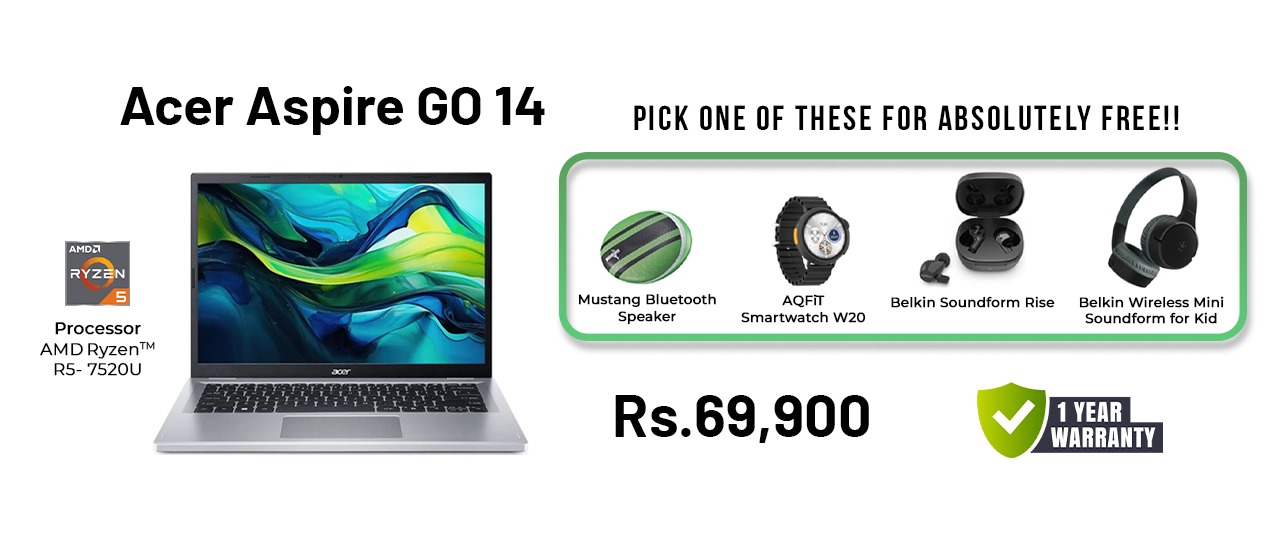 Acer Aspire GO 14
PICK ONE OF THESE FOR ABSOLUTELY FREE!!
AMD
RYZEN
5
Processor
AMD Ryzen™
R5- 7520U
acer
Mustang Bluetooth
Speaker
AQFiT
Smartwatch W20
Belkin Soundform Rise
Belkin Wireless Mini
Soundform for Kid
Rs.69,900
1 YEAR
WARRANTY